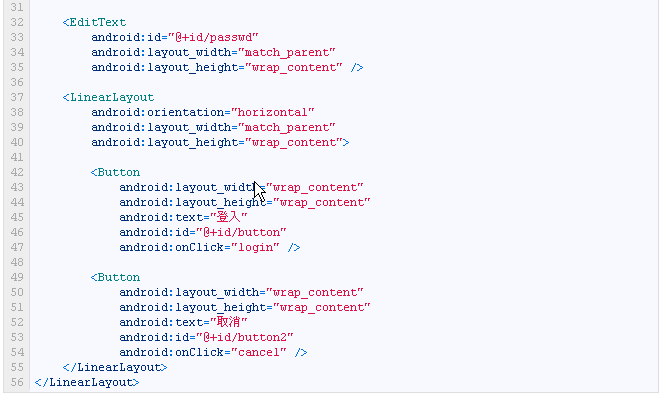 31
32     <EditText
33         android:id="@+id/passwd"
34         android:layout_width="match_parent"
35         android:layout_height="wrap_content" />
36
37     <LinearLayout
38         android:orientation="horizontal"
39         android:layout_width="match_parent"
40         android:layout_height="wrap_content">
41
42         <Button
43             android:layout_width="wrap_content"
44             android:layout_height="wrap_content"
45             android:text="登入"
46             android:id="@+id/button"
47             android:onClick="login" />
48
49         <Button
50             android:layout_width="wrap_content"
51             android:layout_height="wrap_content"
52             android:text="取消"
53             android:id="@+id/button2"
54             android:onClick="cancel" />
55     </LinearLayout>
56 </LinearLayout>